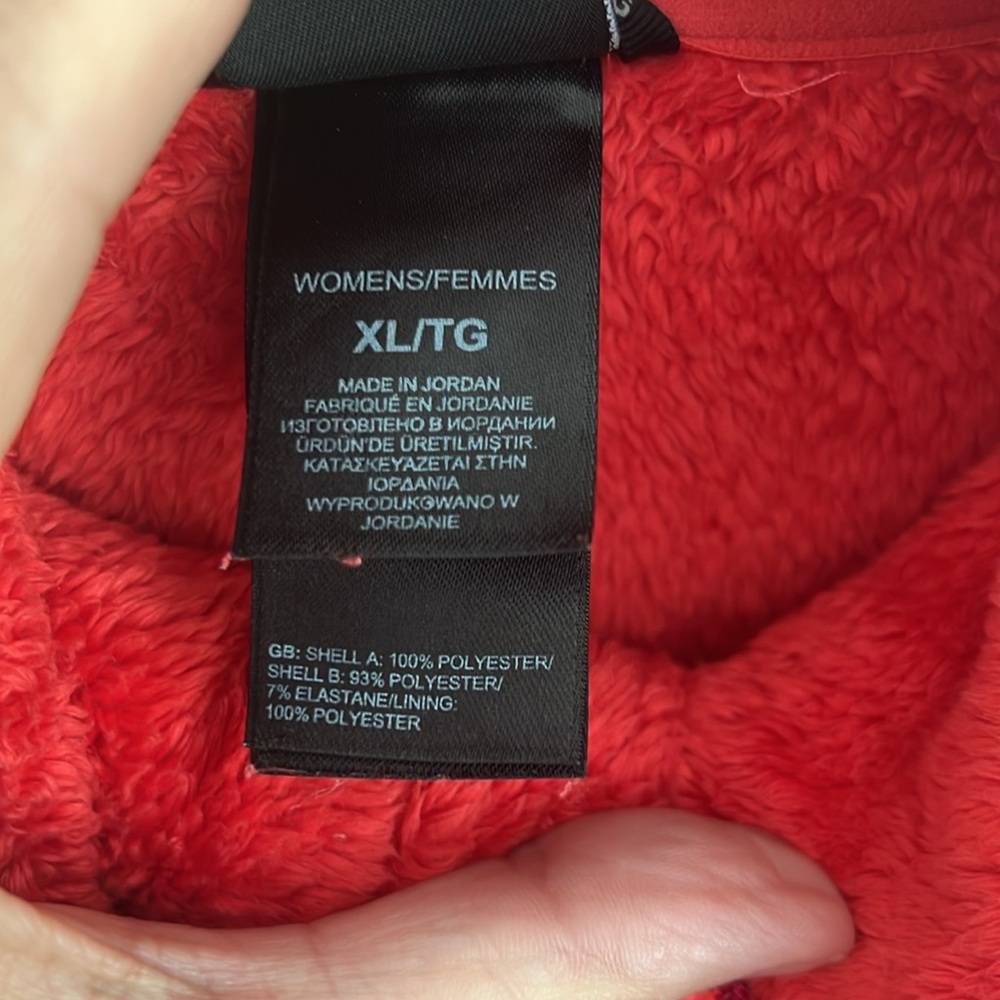 WOMENS/FEMMES
XL/TG
MADE IN JORDAN
FABRIQUÉ EN JORDANIE
ИЗГОТОВЛЕНО В ИОРДАНИИ
ÜRDÜN'DE ÜRETILMIŞTIR.
ΚΑΤΑΣΚΕΥΑΖΕΤΑΙ ΣΤΗΝ
ΙΟΡΔΑΝΙΑ
WYPRODUKOWANO W
JORDANIE
GB: SHELL A: 100% POLYESTER/
SHELL B: 93% POLYESTER/
7% ELASTANE/LINING:
100% POLYESTER